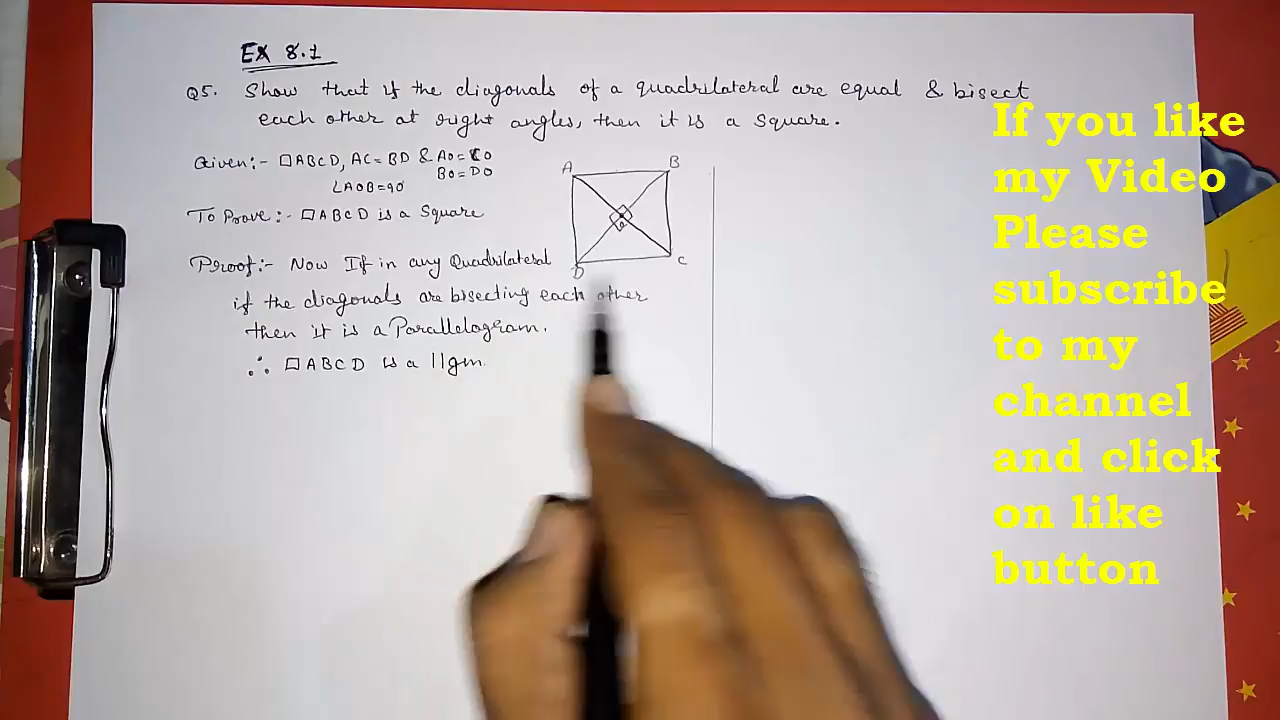 EX 8.1
Q5. Show that if the diagonals of a quadrilateral are equal & bisect
each other at right angles, then it is a square.
Given:- □ABCD, AC = BD & AO = CO
BO = DO
∠AOB = 90°
To Prove:- □ABCD is a Square
Proof:- Now If in any Quadrilateral
if the diagonals are bisecting each other
then it is a Parallelogram.
∴ □ABCD is a ||gm.
A
B
O
D
C
If you like
my Video
Please
subscribe
to my
channel
and click
on like
button